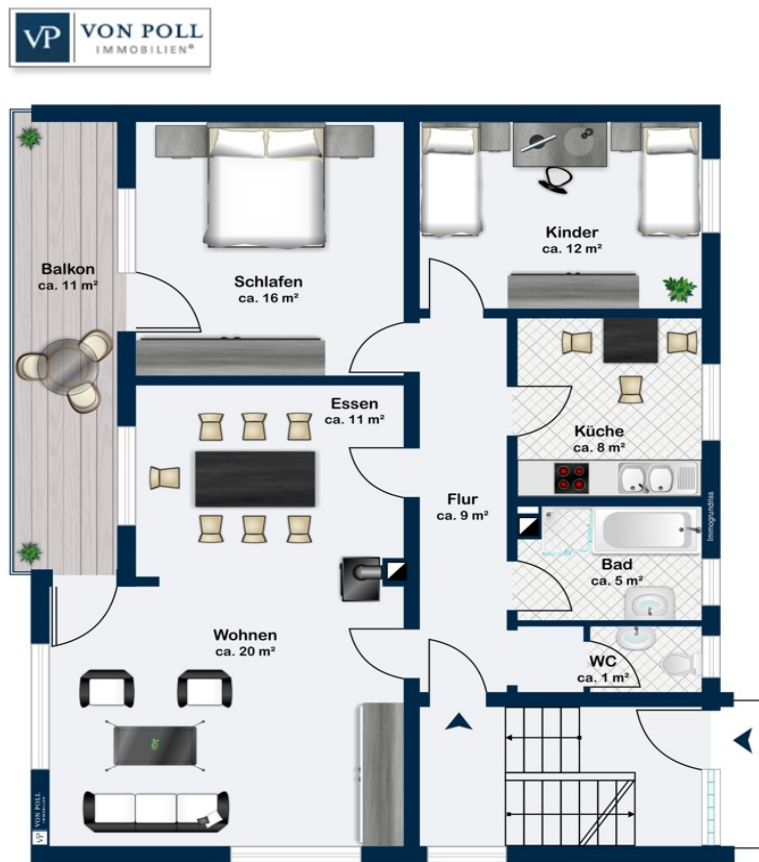 VP VON POLL
IMMOBILIEN®
Balkon
ca. 11 m²
Schlafen
ca. 16 m²
Kinder
ca. 12 m²
Essen
ca. 11 m²
Küche
ca. 8 m²
Flur
ca. 9 m²
Immogrundriss
Bad
ca. 5 m²
Wohnen
ca. 20 m²
WC
ca. 1 m²
VP VON POLL
IMMOBILIEN